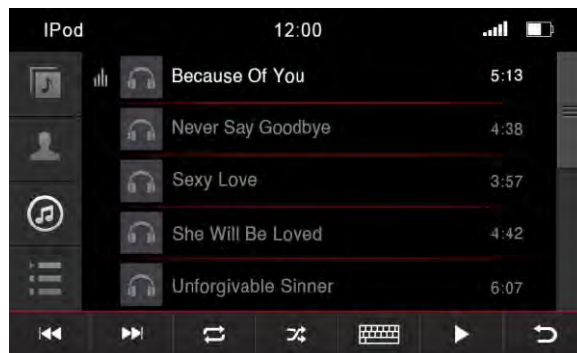 IPod 12:00
Because Of You 5:13
Never Say Goodbye 4:38
Sexy Love 3:57
She Will Be Loved 4:42
Unforgivable Sinner 6:07